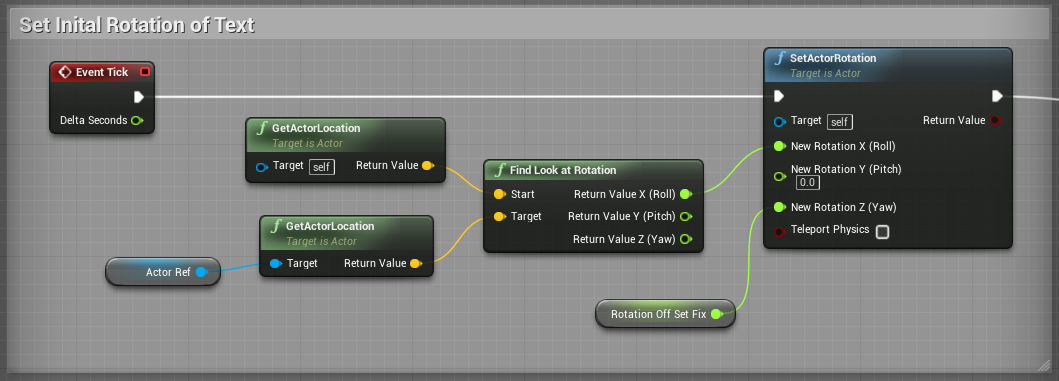 Set Inital Rotation of Text
Event Tick
Delta Seconds
GetActorLocation
Target is Actor
Target self Return Value
GetActorLocation
Target is Actor
Target Return Value
Actor Ref
Find Look at Rotation
Start Return Value X (Roll)
Target Return Value Y (Pitch)
Return Value Z (Yaw)
Rotation Off Set Fix
SetActorRotation
Target is Actor
Target self Return Value
New Rotation X (Roll)
New Rotation Y (Pitch)
0.0
New Rotation Z (Yaw)
Teleport Physics